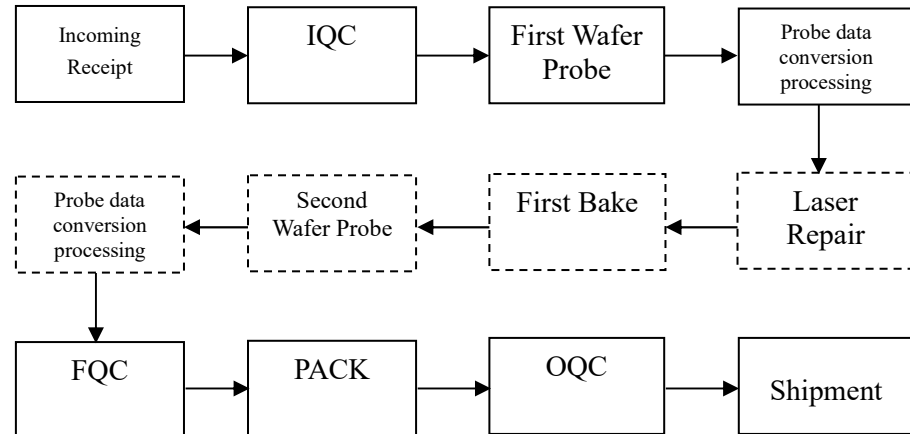 Incoming
Receipt
IQC
First Wafer
Probe
Probe data
conversion
processing
Probe data
conversion
processing
Second
Wafer Probe
First Bake
Laser
Repair
FQC
PACK
OQC
Shipment